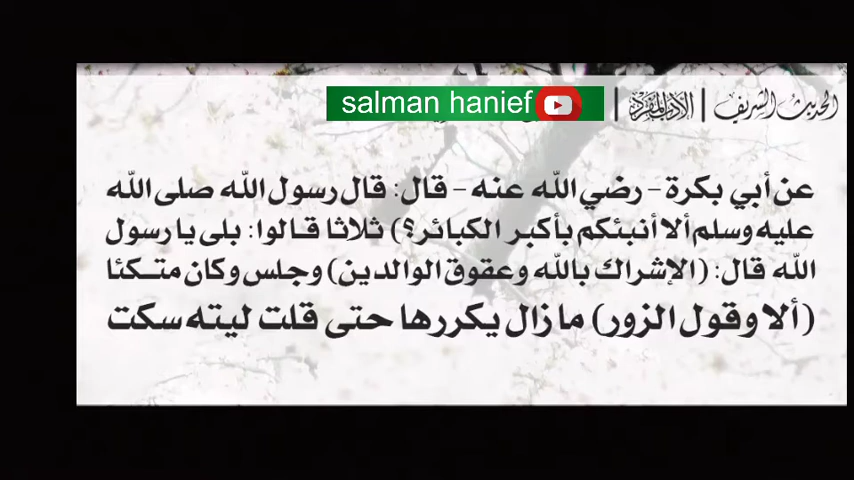 الحديث الشريف | الأدب المفرد |
salman hanief
عن أبي بكرة - رضي الله عنه - قال: قال رسول الله صلى الله
عليه وسلم ألا أنبئكم بأكبر الكبائر؟) ثلاثا قالوا: بلى يا رسول
الله قال: (الإشراك بالله وعقوق الوالدين) وجلس وكان متكئا
(ألا وقول الزور) ما زال يكررها حتى قلت ليته سكت